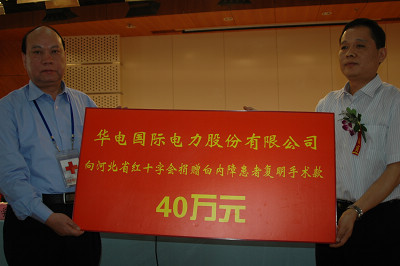 华电国际电力股份有限公司
向河北省红十字会捐赠白内障患者复明手术款
40万元